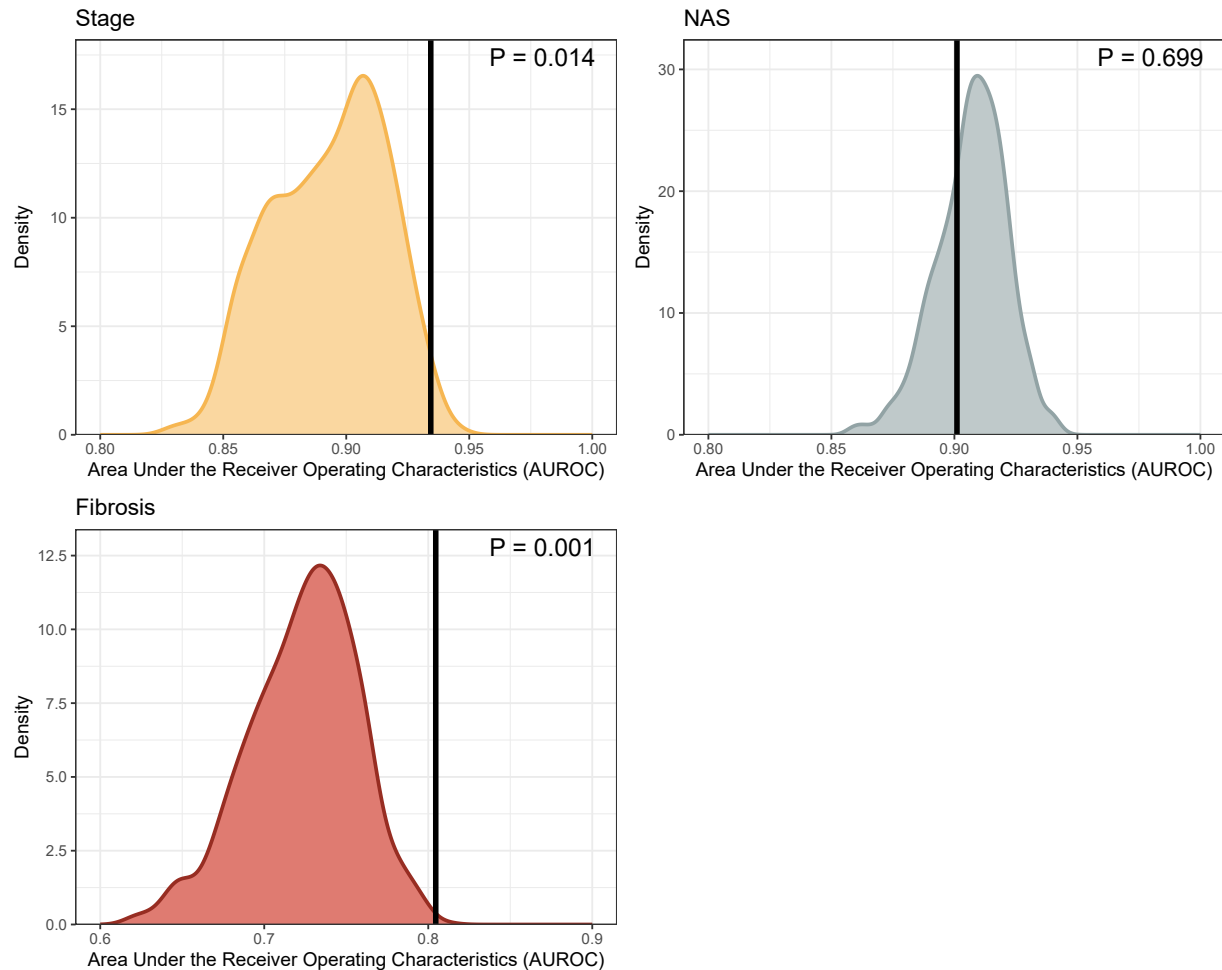 Stage
P = 0.014
Density
15
10
5
0
0.80 0.85 0.90 0.95 1.00
Area Under the Receiver Operating Characteristics (AUROC)
NAS
P = 0.699
Density
30
20
10
0
0.80 0.85 0.90 0.95 1.00
Area Under the Receiver Operating Characteristics (AUROC)
Fibrosis
P = 0.001
Density
12.5
10.0
7.5
5.0
2.5
0.0
0.6 0.7 0.8 0.9
Area Under the Receiver Operating Characteristics (AUROC)